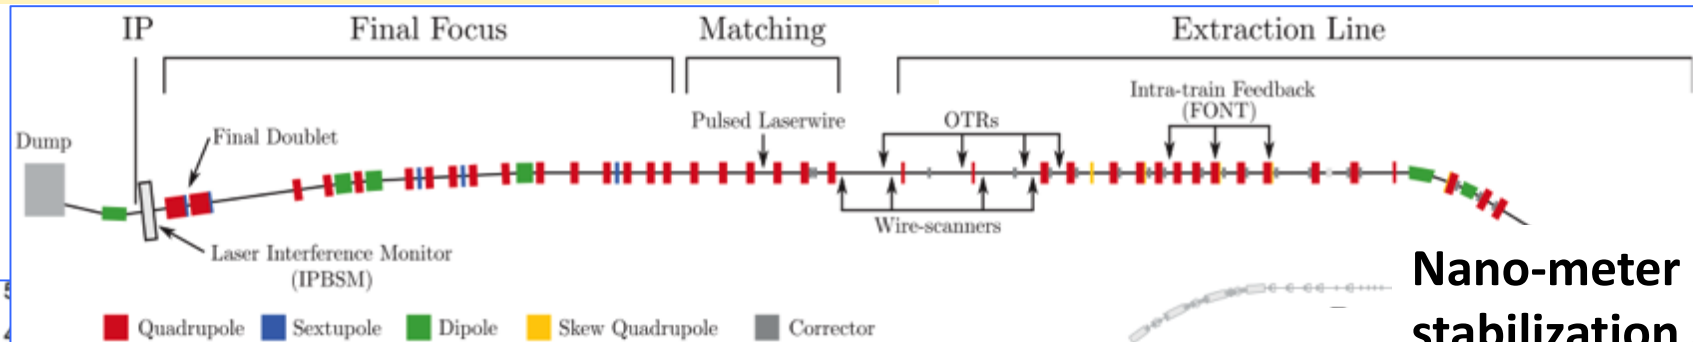 IP
Final Focus
Matching
Extraction Line
Intra-train Feedback
(FONT)
Pulsed Laserwire
OTRs
Dump
Final Doublet
Wire-scanners
Laser Interference Monitor
(IPBSM)
Nano-meter
stabilization
Quadrupole
Sextupole
Dipole
Skew Quadrupole
Corrector